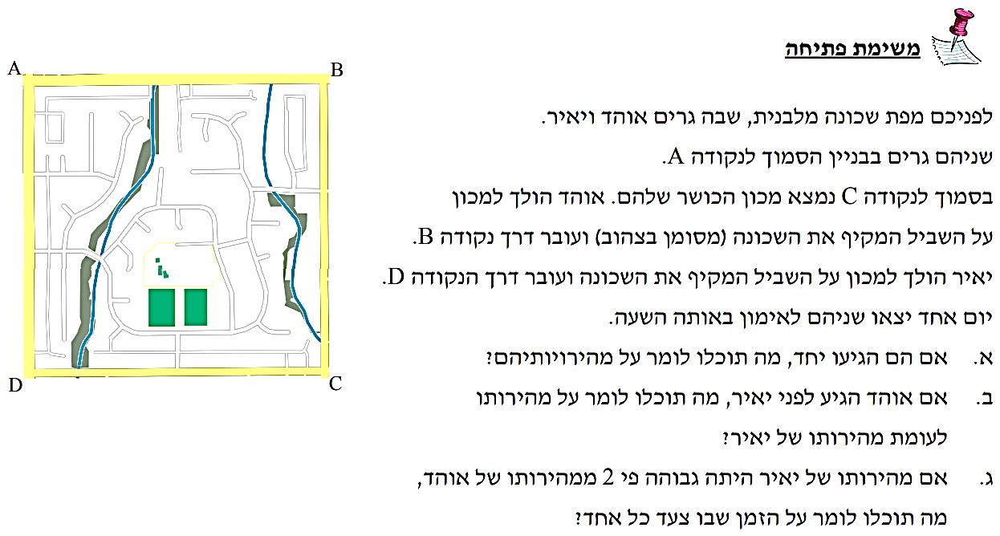 משימת פתיחה
A
B
D
C
לפניכם מפת שכונה מלבנית, שבה גרים אוהד ויאיר.
שניהם גרים בבניין הסמוך לנקודה A.
בסמוך לנקודה C נמצא מכון הכושר שלהם. אוהד הולך למכון
על השביל המקיף את השכונה (מסומן בצהוב) ועובר דרך נקודה B.
יאיר הולך למכון על השביל המקיף את השכונה ועובר דרך הנקודה D.
יום אחד יצאו שניהם לאימון באותה השעה.
א. אם הם הגיעו יחד, מה תוכלו לומר על מהירויותיהם?
ב. אם אוהד הגיע לפני יאיר, מה תוכלו לומר על מהירותו
לעומת מהירותו של יאיר?
ג. אם מהירותו של יאיר היתה גבוהה פי 2 ממהירותו של אוהד,
מה תוכלו לומר על הזמן שבו צעד כל אחד?